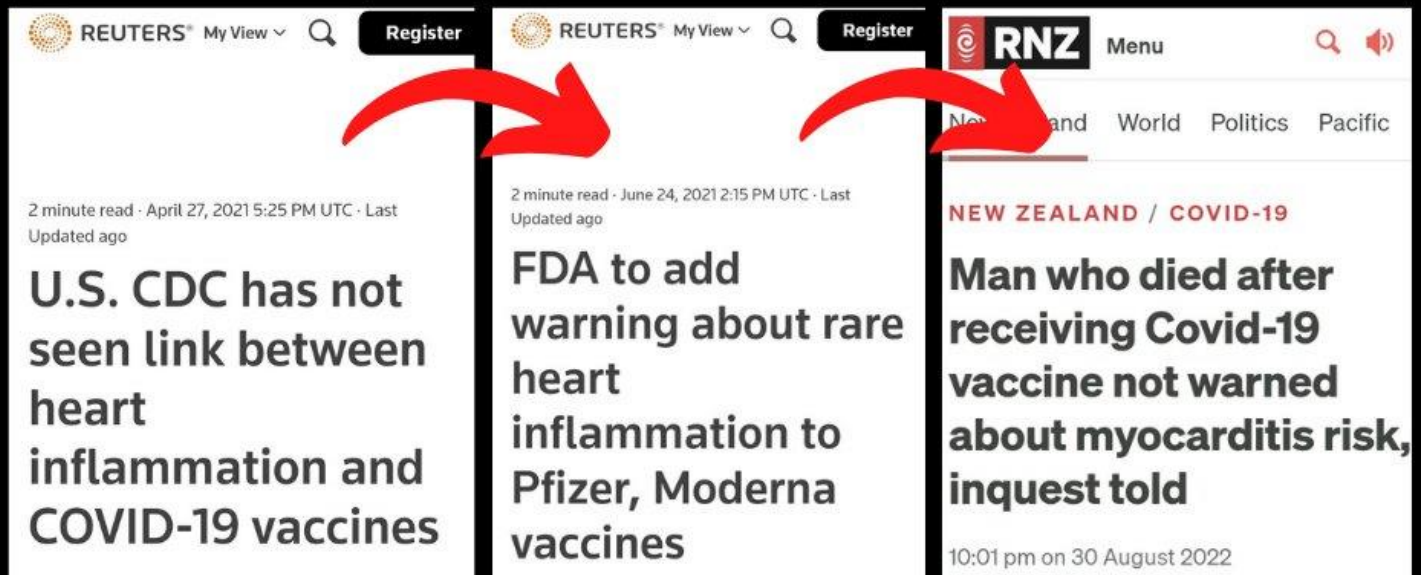 REUTERS® My View Register
2 minute read · April 27, 2021 5:25 PM UTC · Last
Updated ago
U.S. CDC has not
seen link between
heart
inflammation and
COVID-19 vaccines
REUTERS® My View Register
2 minute read · June 24, 2021 2:15 PM UTC · Last
Updated ago
FDA to add
warning about rare
heart
inflammation to
Pfizer, Moderna
vaccines
RNZ Menu
World Politics Pacific
NEW ZEALAND / COVID-19
Man who died after
receiving Covid-19
vaccine not warned
about myocarditis risk,
inquest told
10:01 pm on 30 August 2022